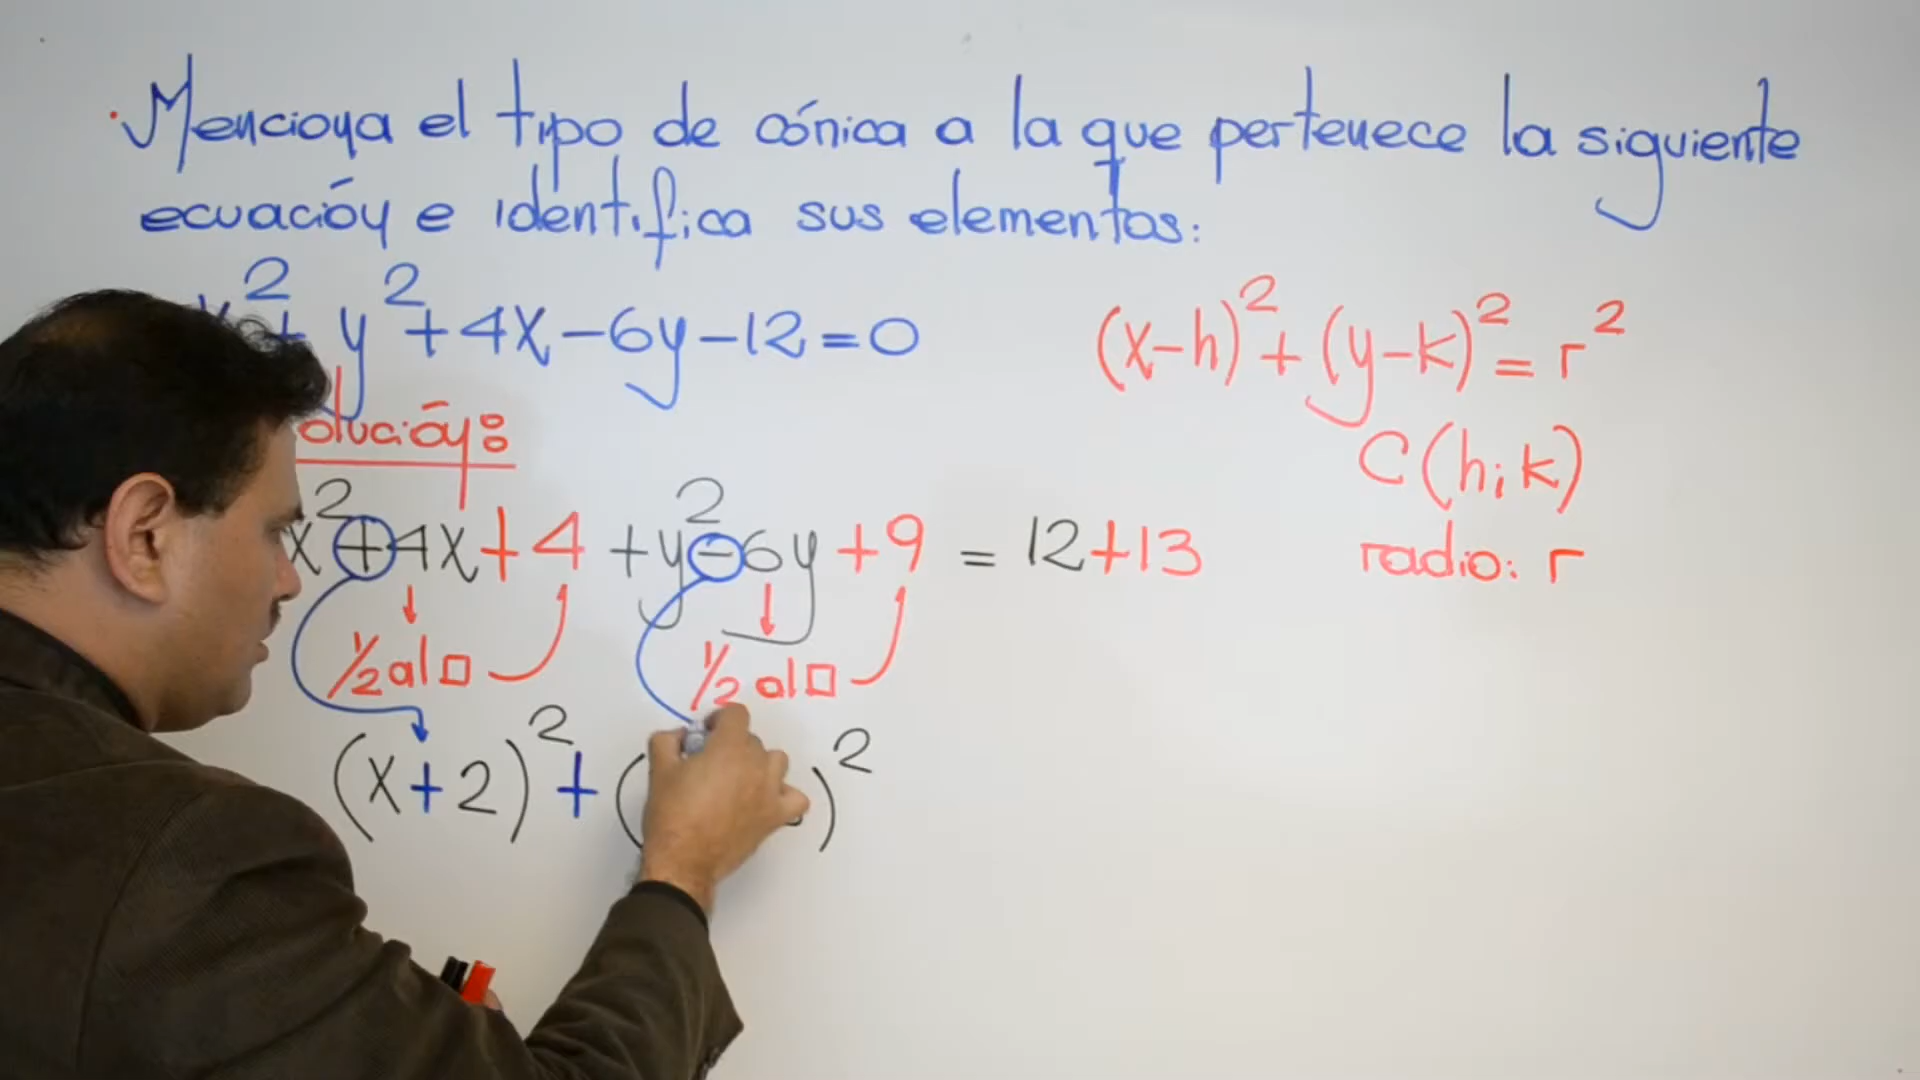 Menciona el tipo de cónica a la que pertenece la siguiente
ecuación e identifica sus elementos:
x² + y² + 4x - 6y - 12 = 0
(x-h)² + (y-k)² = r²
olución:
C(h;k)
x² + 4x + 4 + y² - 6y + 9 = 12 + 13
radio: r
1/2 al □
1/2 al □
(x+2)² + ( )²